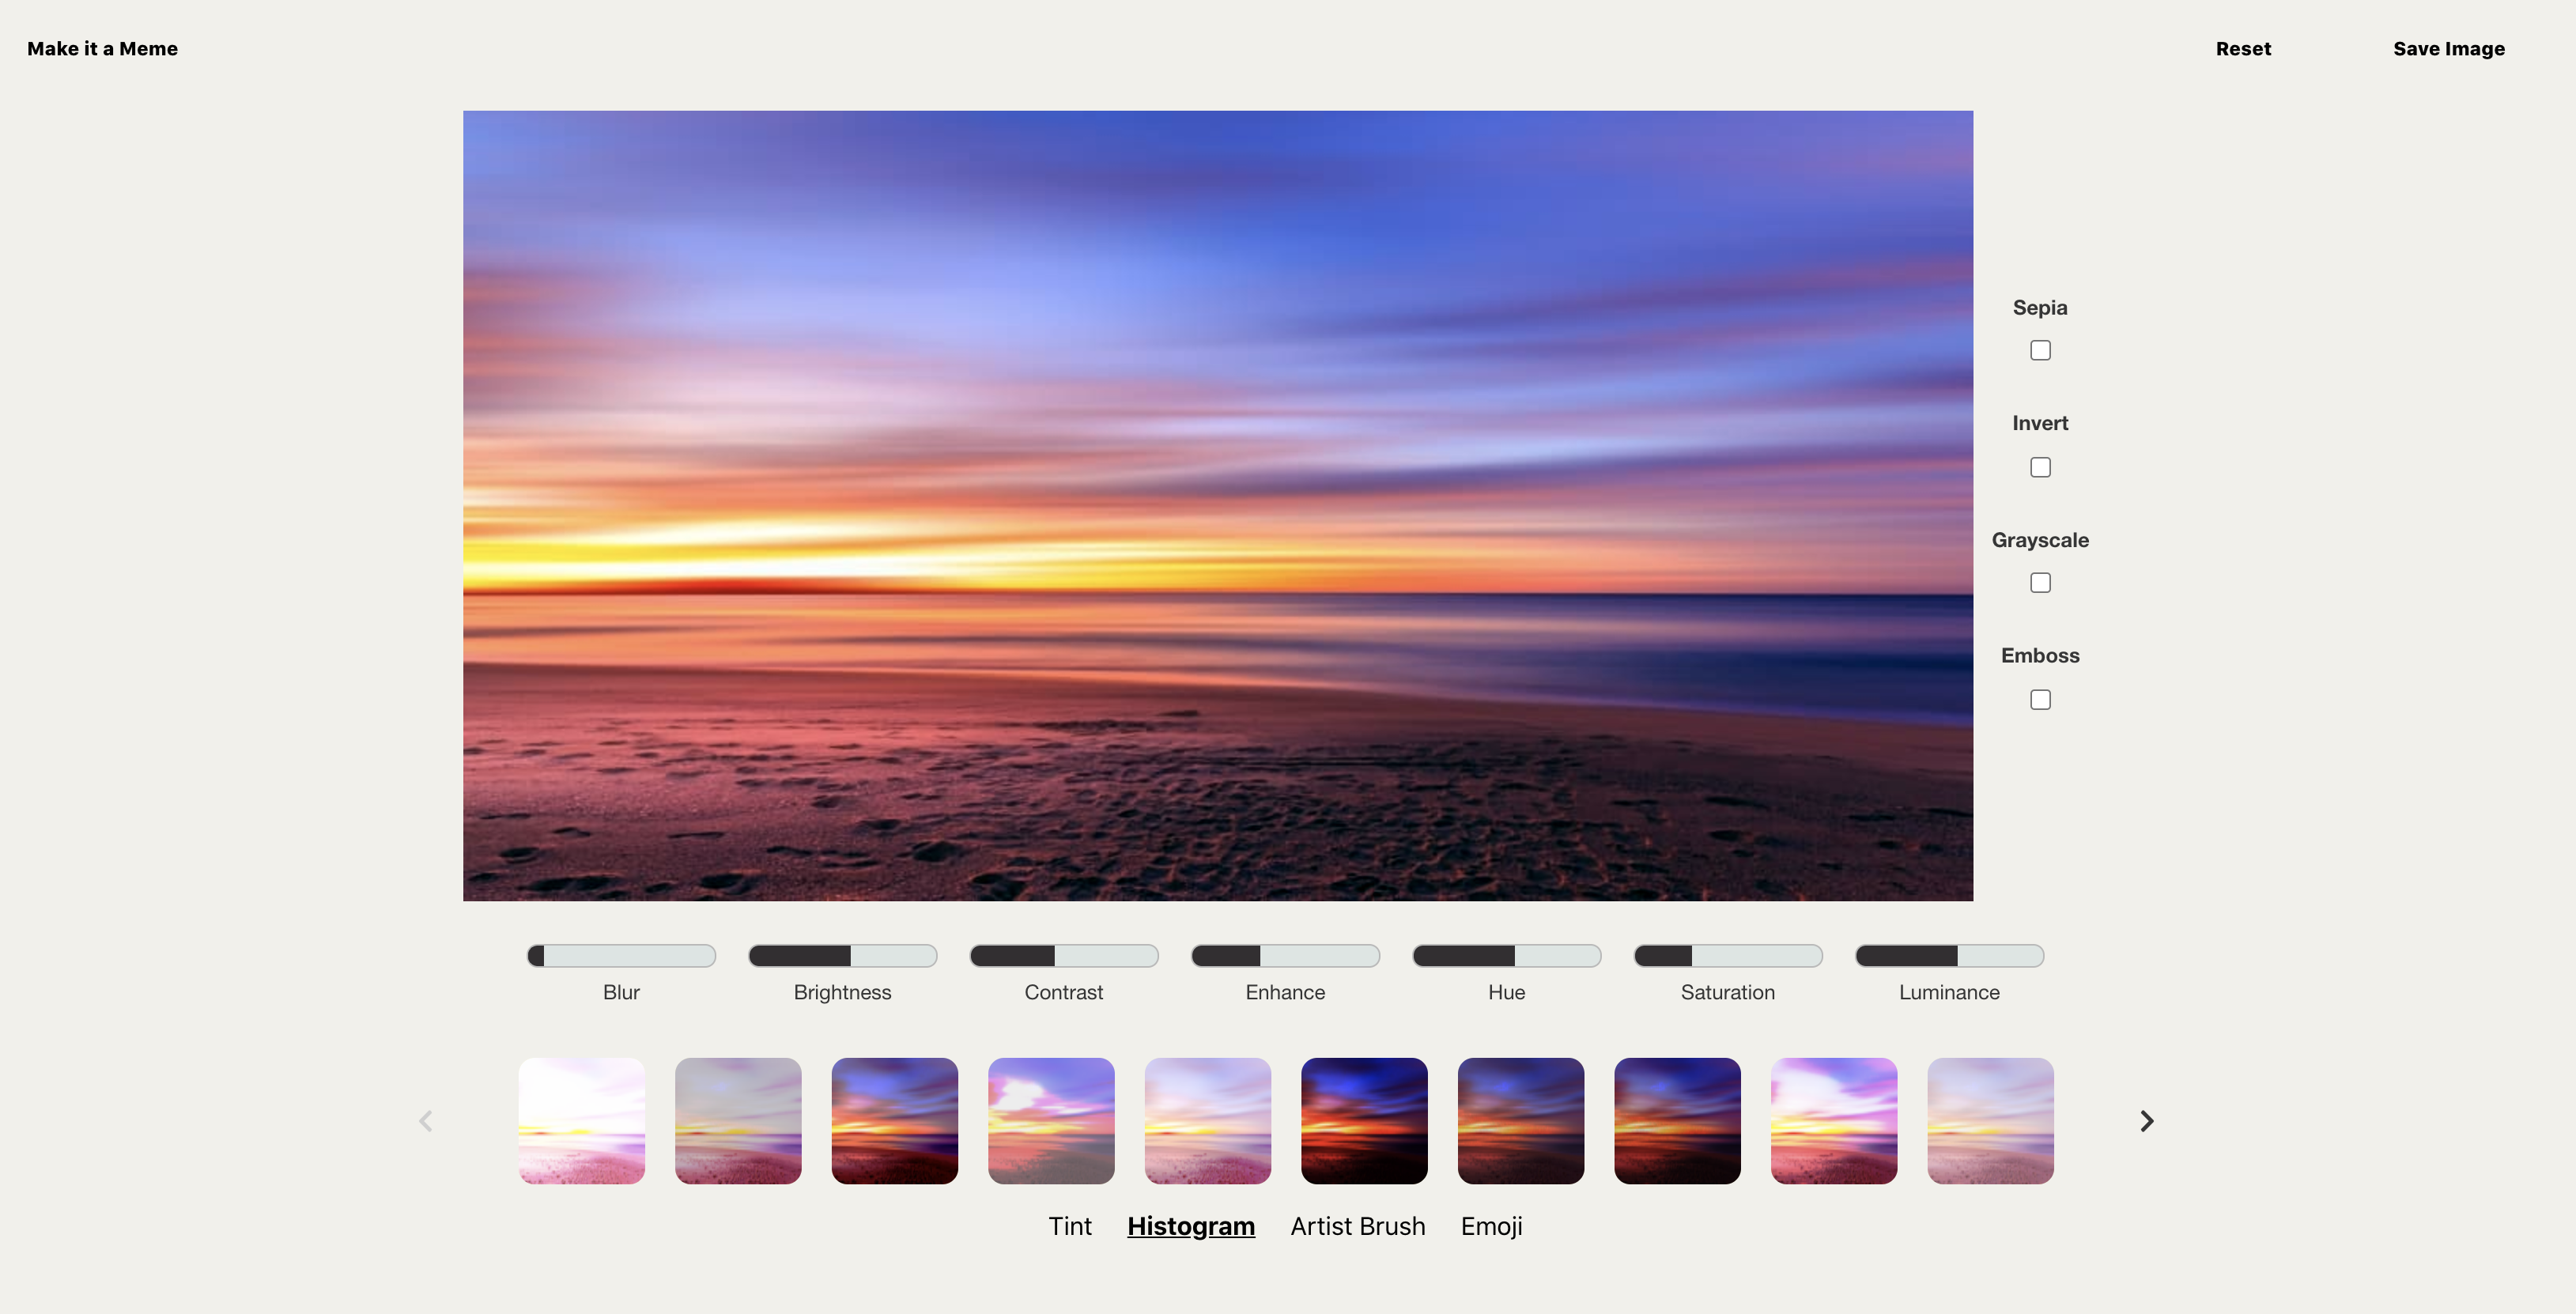 Make it a Meme Reset Save Image
Sepia
Invert
Grayscale
Emboss
Blur Brightness Contrast Enhance Hue Saturation Luminance
Tint Histogram Artist Brush Emoji